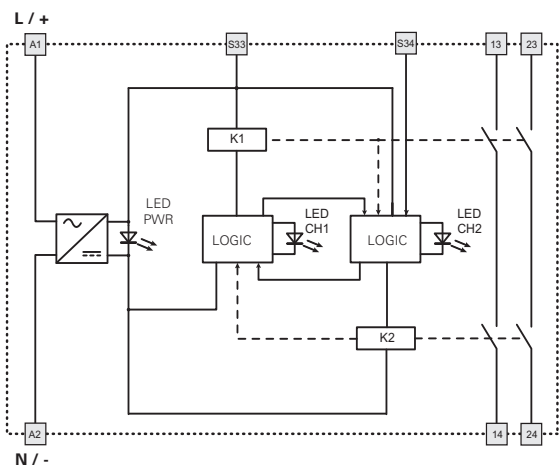 L / +
A1
S33
S34
13
23
K1
LED
PWR
LOGIC
LED
CH1
LOGIC
LED
CH2
K2
A2
14
24
N / -